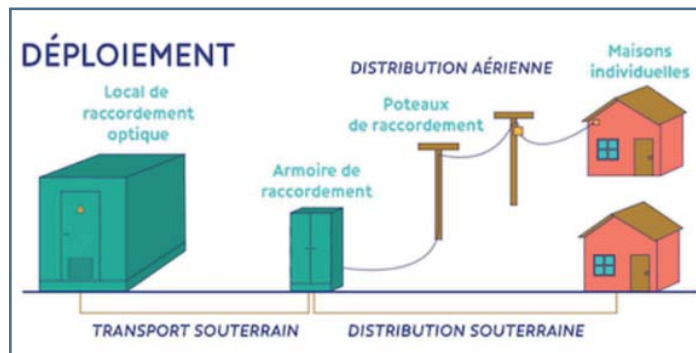 DÉPLOIEMENT
Local de
raccordement
optique
Armoire de
raccordement
DISTRIBUTION AÉRIENNE
Poteaux
de raccordement
Maisons
individuelles
TRANSPORT SOUTERRAIN
DISTRIBUTION SOUTERRAINE